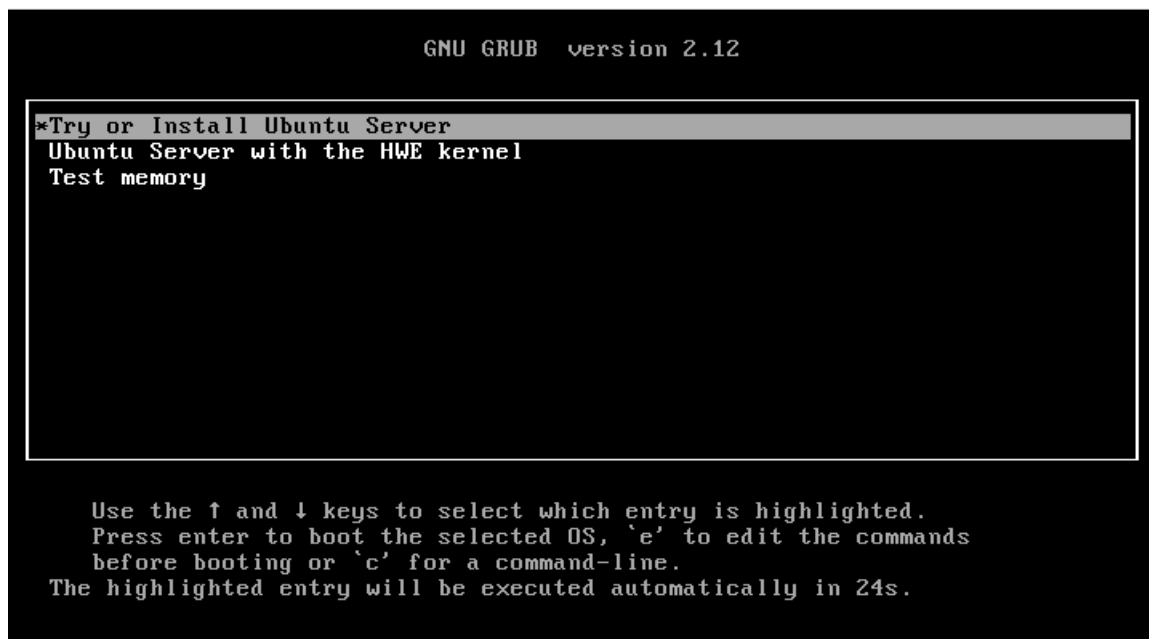 GNU GRUB version 2.12
*Try or Install Ubuntu Server
Ubuntu Server with the HWE kernel
Test memory
Use the ↑ and ↓ keys to select which entry is highlighted.
Press enter to boot the selected OS, `e' to edit the commands
before booting or `c' for a command-line.
The highlighted entry will be executed automatically in 24s.